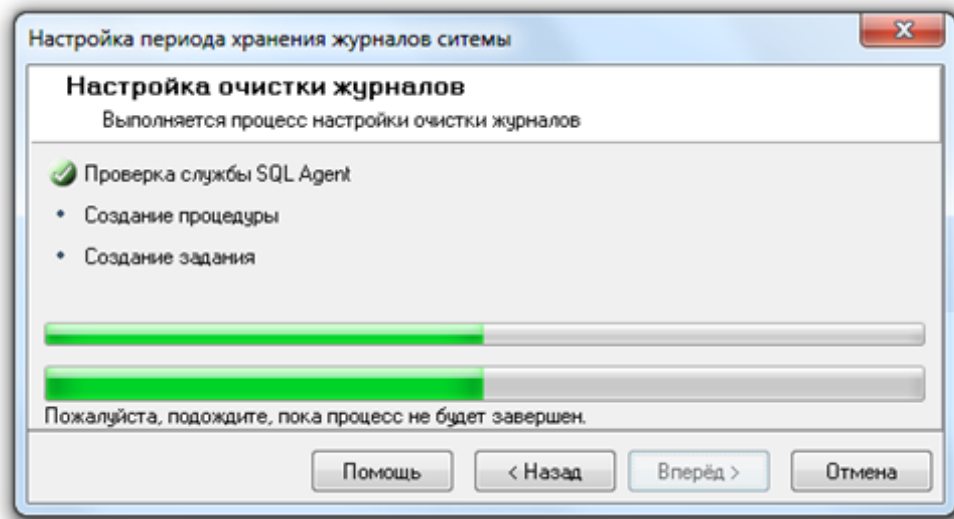 Настройка периода хранения журналов ситемы
Настройка очистки журналов
Выполняется процесс настройки очистки журналов
Проверка службы SQL Agent
• Создание процедуры
• Создание задания
Пожалуйста, подождите, пока процесс не будет завершен.
Помощь
< Назад
Вперёд >
Отмена